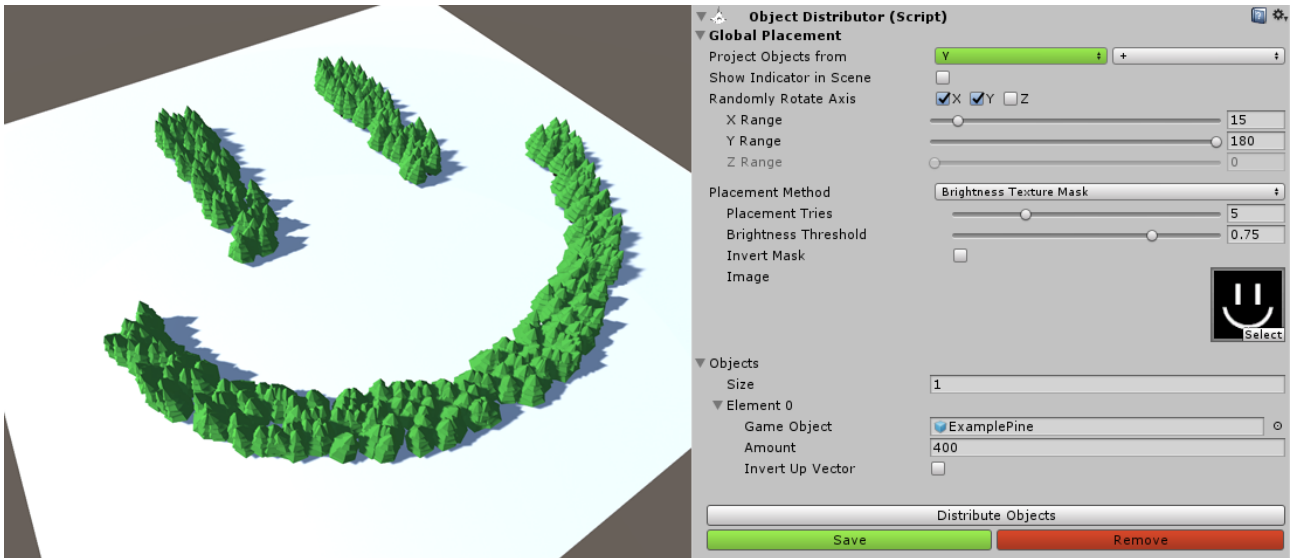 Object Distributor (Script)
Global Placement
Project Objects from Y +
Show Indicator in Scene
Randomly Rotate Axis X Y Z
X Range 15
Y Range 180
Z Range 0
Placement Method Brightness Texture Mask
Placement Tries 5
Brightness Threshold 0.75
Invert Mask
Image
Select
Objects
Size 1
Element 0
Game Object ExamplePine
Amount 400
Invert Up Vector
Distribute Objects
Save Remove